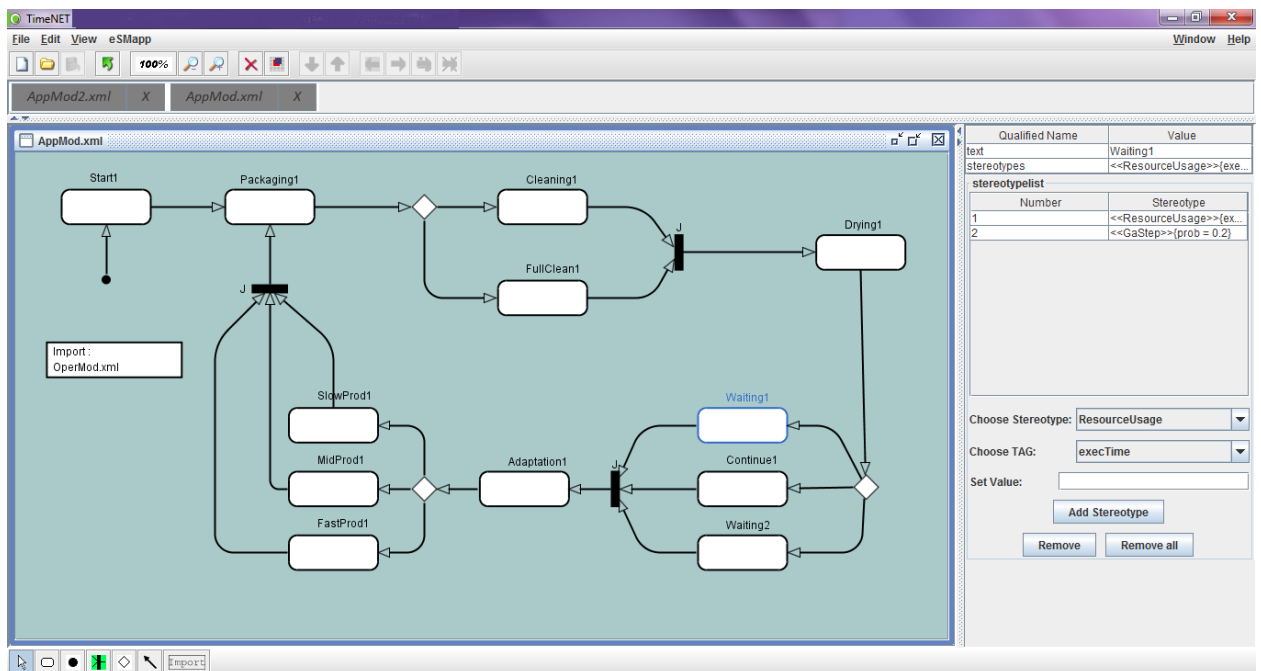 TimeNET
File Edit View eSMapp Window Help
100%
AppMod2.xml X AppMod.xml X
AppMod.xml
Start1
Packaging1
Cleaning1
J
Drying1
FullClean1
J
Import :
OperMod.xml
SlowProd1
Waiting1
MidProd1
Adaptation1
J
Continue1
FastProd1
Waiting2
Qualified Name Value
text Waiting1
stereotypes <<ResourceUsage>>{exe...
stereotypelist
Number Stereotype
1 <<ResourceUsage>>{ex...
2 <<GaStep>>{prob = 0.2}
Choose Stereotype: ResourceUsage
Choose TAG: execTime
Set Value:
Add Stereotype
Remove Remove all
Import